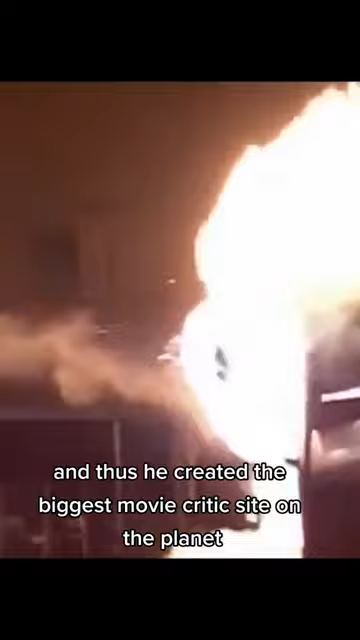 and thus he created the
biggest movie critic site on
the planet